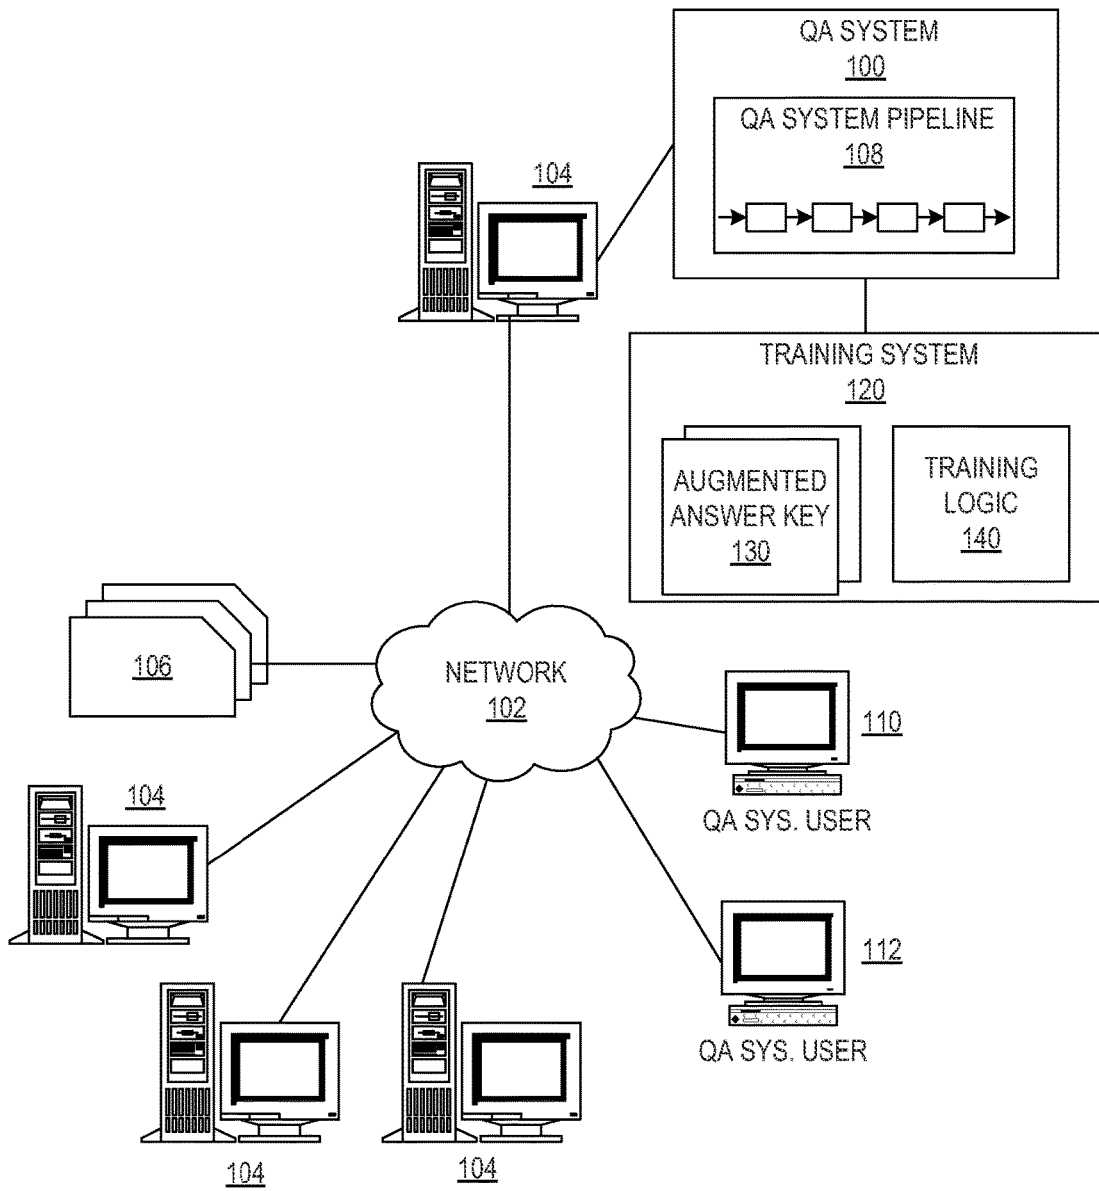 QA SYSTEM
100
QA SYSTEM PIPELINE
108
104
TRAINING SYSTEM
120
AUGMENTED
ANSWER KEY
130
TRAINING
LOGIC
140
106
NETWORK
102
110
QA SYS. USER
104
112
QA SYS. USER
104
104